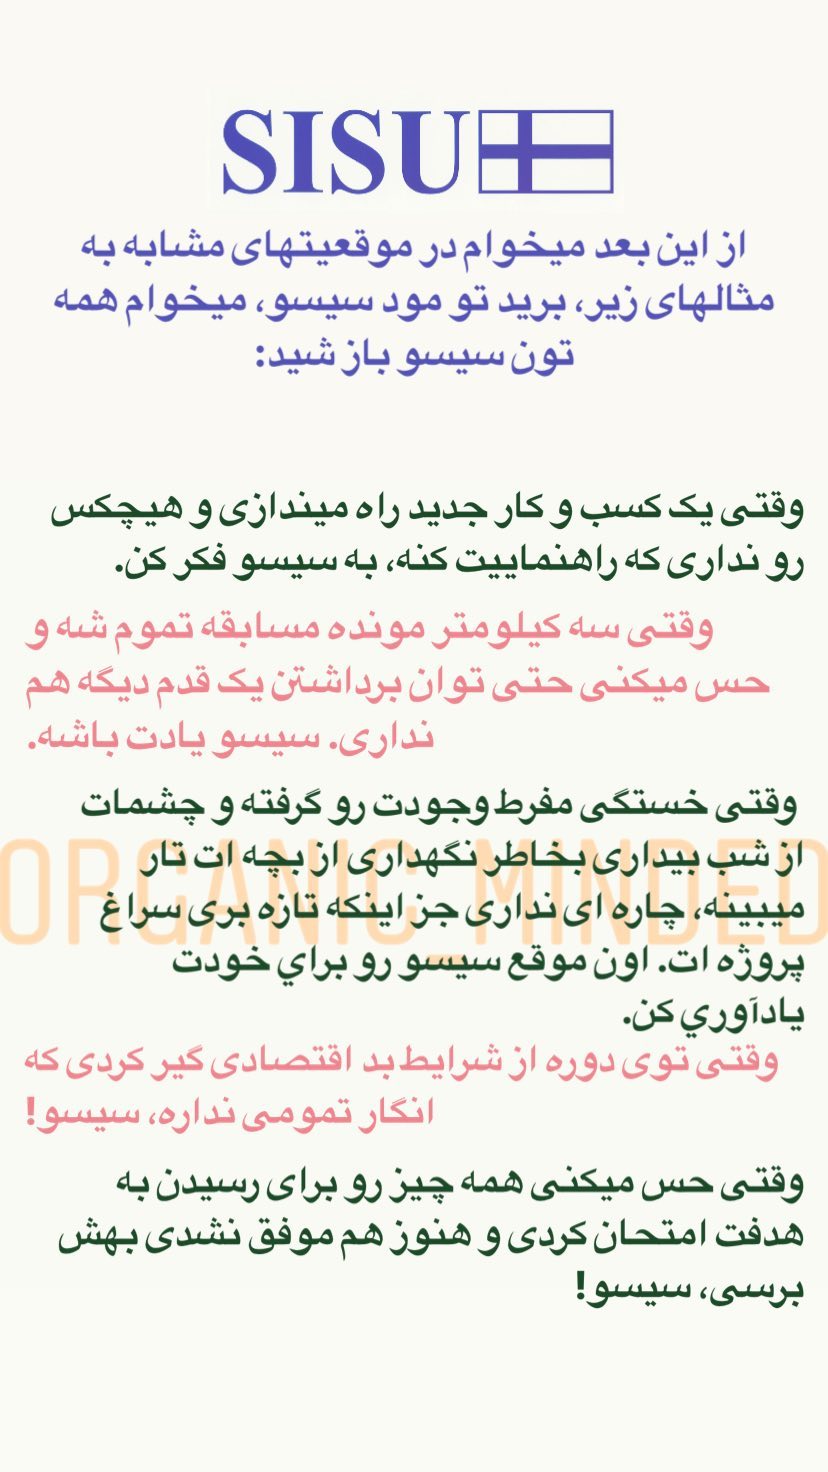 SISU
از این بعد میخوام در موقعیتهای مشابه به
مثالهای زیر، برید تو مود سیسو، میخوام همه
تون سیسو باز شید:
وقتی یک کسب و کار جدید راه میندازی و هیچکس
رو نداری که راهنماییت کنه، به سیسو فکر کن.
وقتی سه کیلومتر مونده مسابقه تموم شه و
حس میکنی حتی توان برداشتن یک قدم دیگه هم
نداری. سیسو یادت باشه.
وقتی خستگی مفرط وجودت رو گرفته و چشمات
از شب بیداری بخاطر نگهداری از بچه ات تار
میبینه، چاره ای نداری جز اینکه تازه بری سراغ
پروژه ات. اون موقع سیسو رو براي خودت
یادآوري کن.
ORGANIC_MINDED
وقتی توی دوره از شرایط بد اقتصادی گیر کردی که
انگار تمومی نداره، سیسو!
وقتی حس میکنی همه چیز رو برای رسیدن به
هدفت امتحان کردی و هنوز هم موفق نشدی بهش
برسی، سیسو!